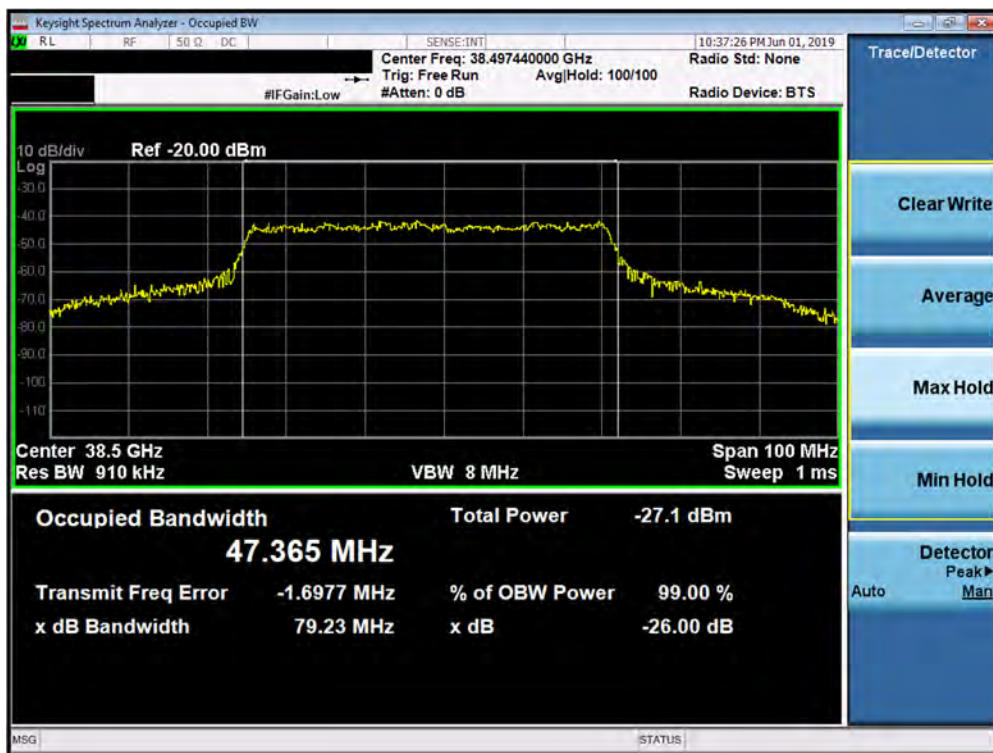 Keysight Spectrum Analyzer - Occupied BW
RL RF 50 Ω DC SENSE:INT 10:37:26 PM Jun 01, 2019
Center Freq: 38.497440000 GHz Radio Std: None
Trig: Free Run Avg|Hold: 100/100
#IFGain:Low #Atten: 0 dB Radio Device: BTS
Trace/Detector
10 dB/div Ref -20.00 dBm
Log
-30.0
-40.0
-50.0
-60.0
-70.0
-80.0
-90.0
-100
-110
Center 38.5 GHz Span 100 MHz
Res BW 910 kHz VBW 8 MHz Sweep 1 ms
Occupied Bandwidth Total Power -27.1 dBm
47.365 MHz
Transmit Freq Error -1.6977 MHz % of OBW Power 99.00 %
x dB Bandwidth 79.23 MHz x dB -26.00 dB
Clear Write
Average
Max Hold
Min Hold
Detector
Peak▶
Auto Man
MSG STATUS